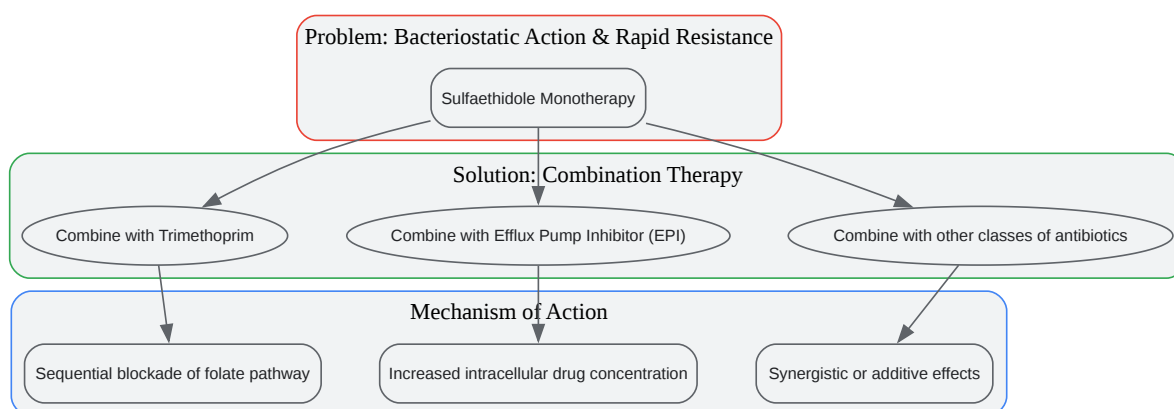 Problem: Bacteriostatic Action & Rapid Resistance
Sulfaethidole Monotherapy
Solution: Combination Therapy
Combine with Trimethoprim
Combine with Efflux Pump Inhibitor (EPI)
Combine with other classes of antibiotics
Mechanism of Action
Sequential blockade of folate pathway
Increased intracellular drug concentration
Synergistic or additive effects